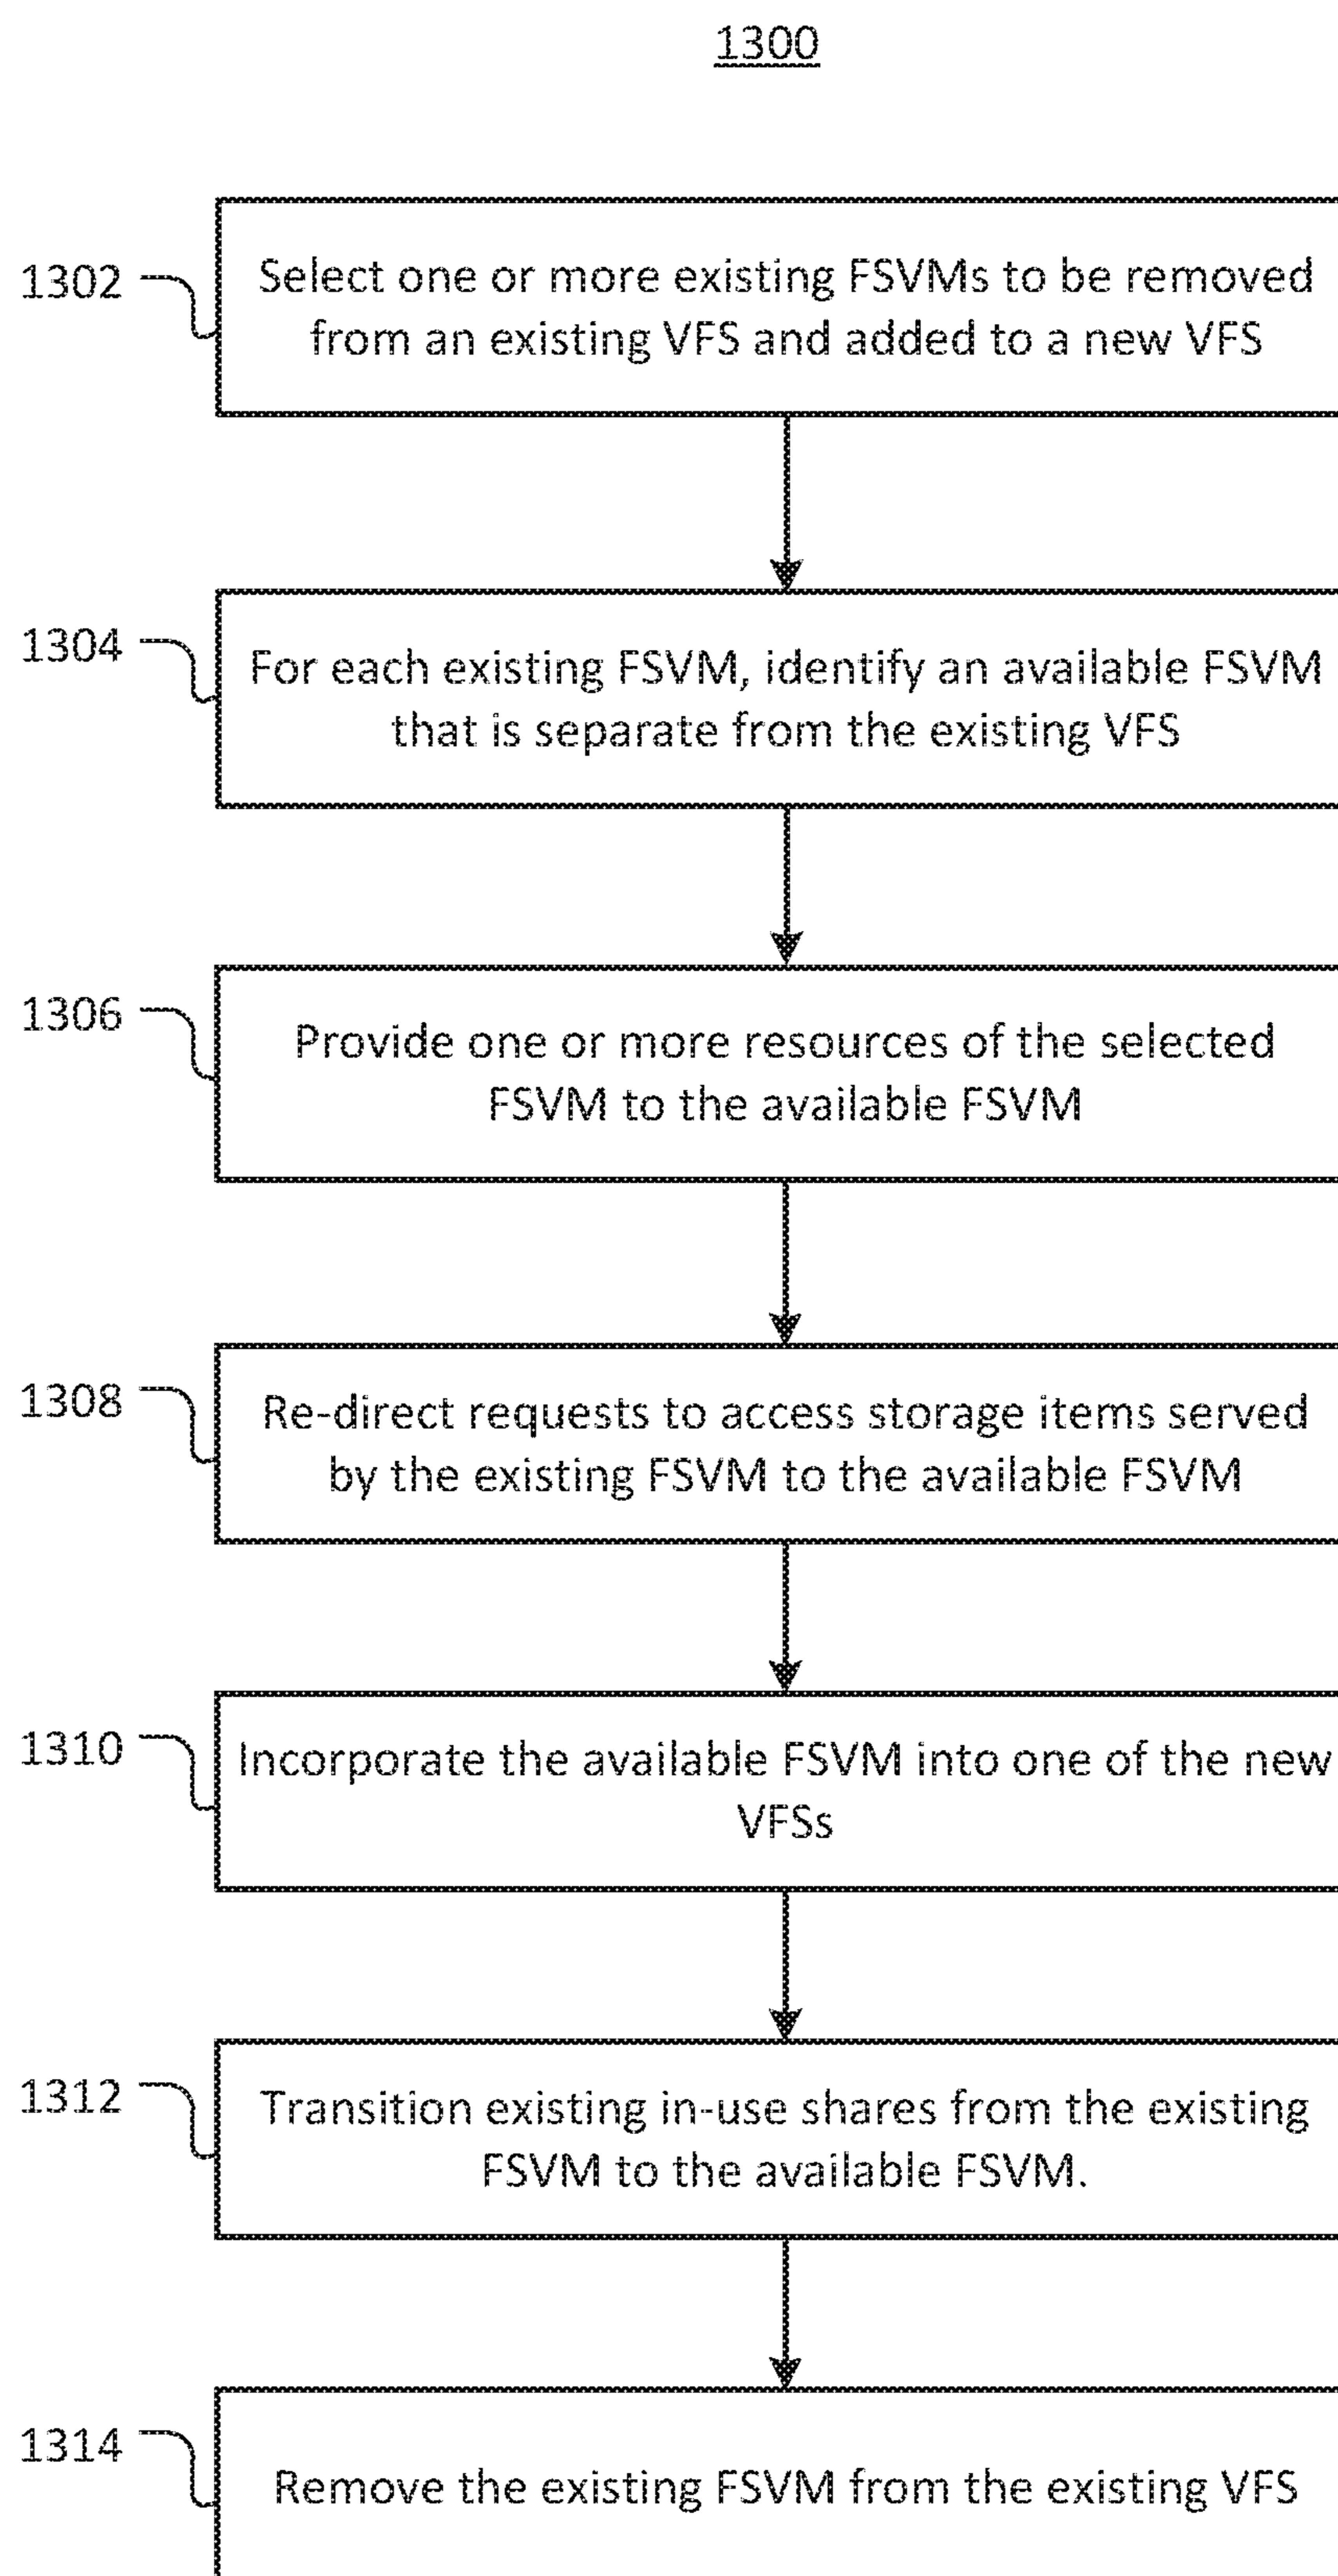 1300
1302
Select one or more existing FSVMs to be removed
from an existing VFS and added to a new VFS
1304
For each existing FSVM, identify an available FSVM
that is separate from the existing VFS
1306
Provide one or more resources of the selected
FSVM to the available FSVM
1308
Re-direct requests to access storage items served
by the existing FSVM to the available FSVM
1310
Incorporate the available FSVM into one of the new
VFSs
1312
Transition existing in-use shares from the existing
FSVM to the available FSVM.
1314
Remove the existing FSVM from the existing VFS